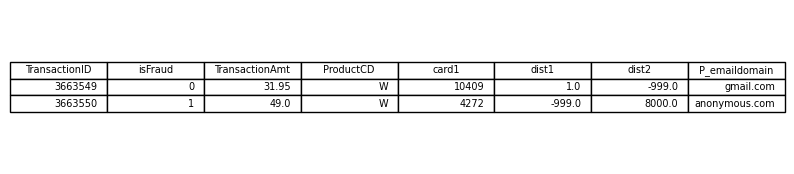 TransactionID isFraud TransactionAmt ProductCD card1 dist1 dist2 P_emaildomain
3663549 0 31.95 W 10409 1.0 -999.0 gmail.com
3663550 1 49.0 W 4272 -999.0 8000.0 anonymous.com